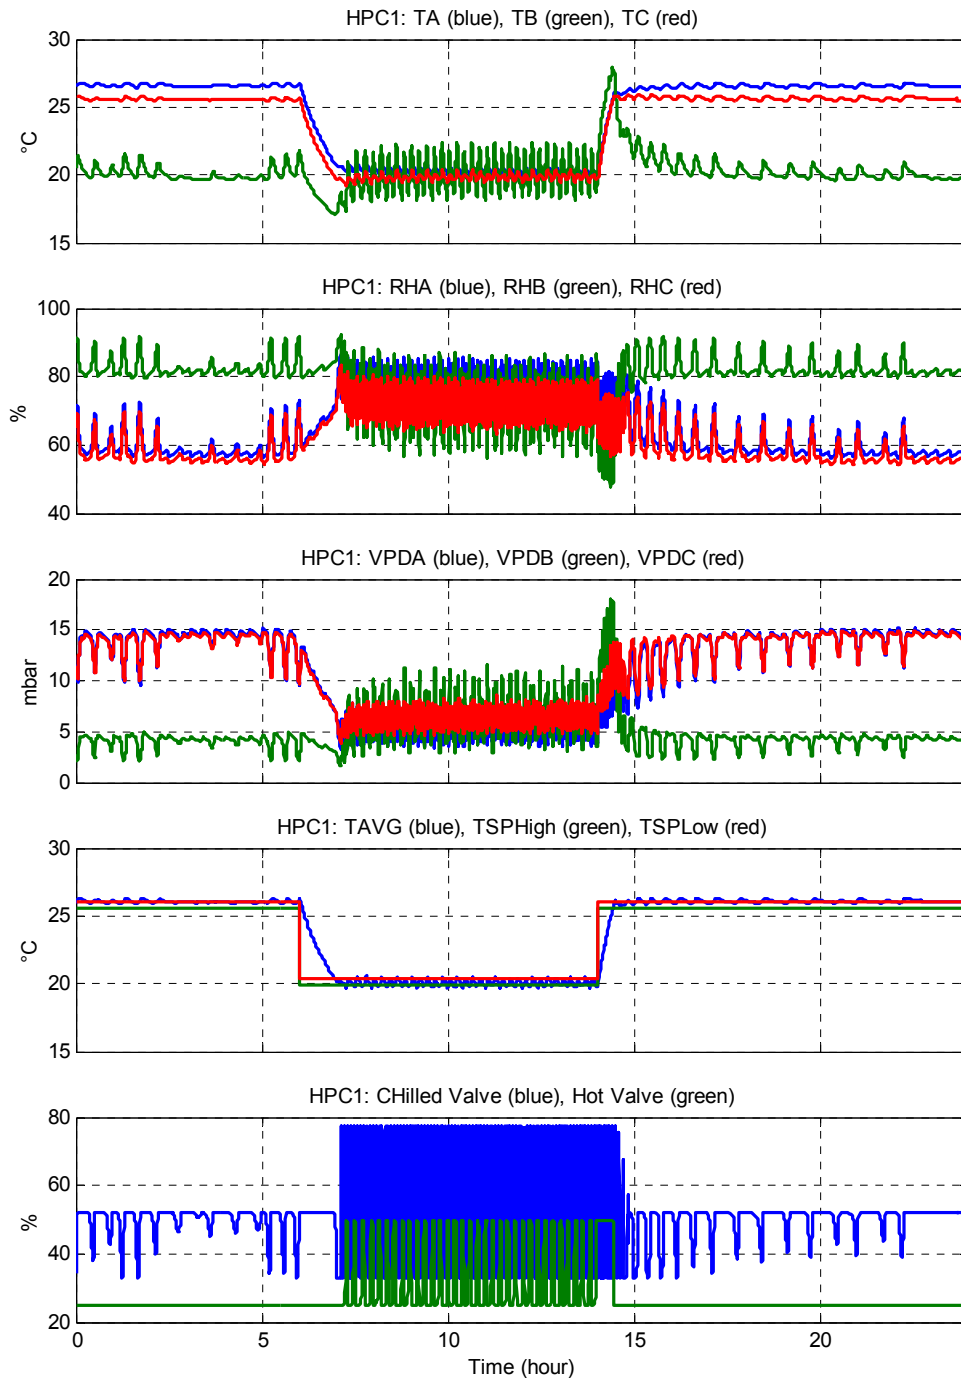 HPC1: TA (blue), TB (green), TC (red)
30
25
20
15
°C
HPC1: RHA (blue), RHB (green), RHC (red)
100
80
60
40
%
HPC1: VPDA (blue), VPDB (green), VPDC (red)
20
15
10
5
0
mbar
HPC1: TAVG (blue), TSPHigh (green), TSPLow (red)
30
25
20
15
°C
HPC1: CHilled Valve (blue), Hot Valve (green)
80
60
40
20
%
0 5 10 15 20
Time (hour)